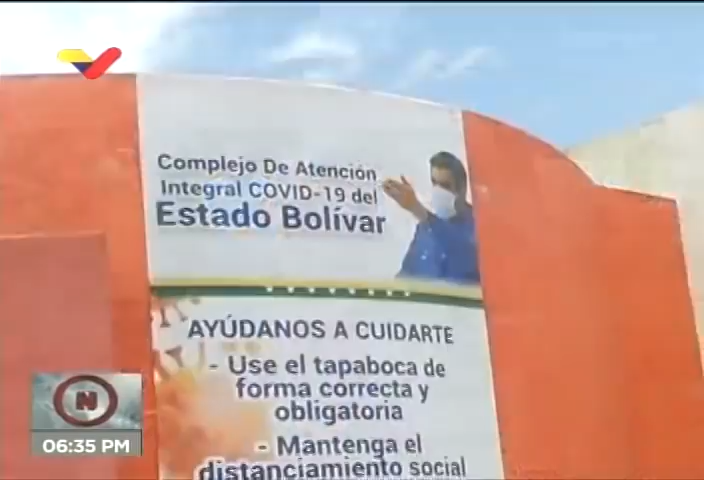 Complejo De Atención
Integral COVID-19 del
Estado Bolívar
AYÚDANOS A CUIDARTE
- Use el tapaboca de
forma correcta y
obligatoria
- Mantenga el
distanciamiento social
N
06:35 PM